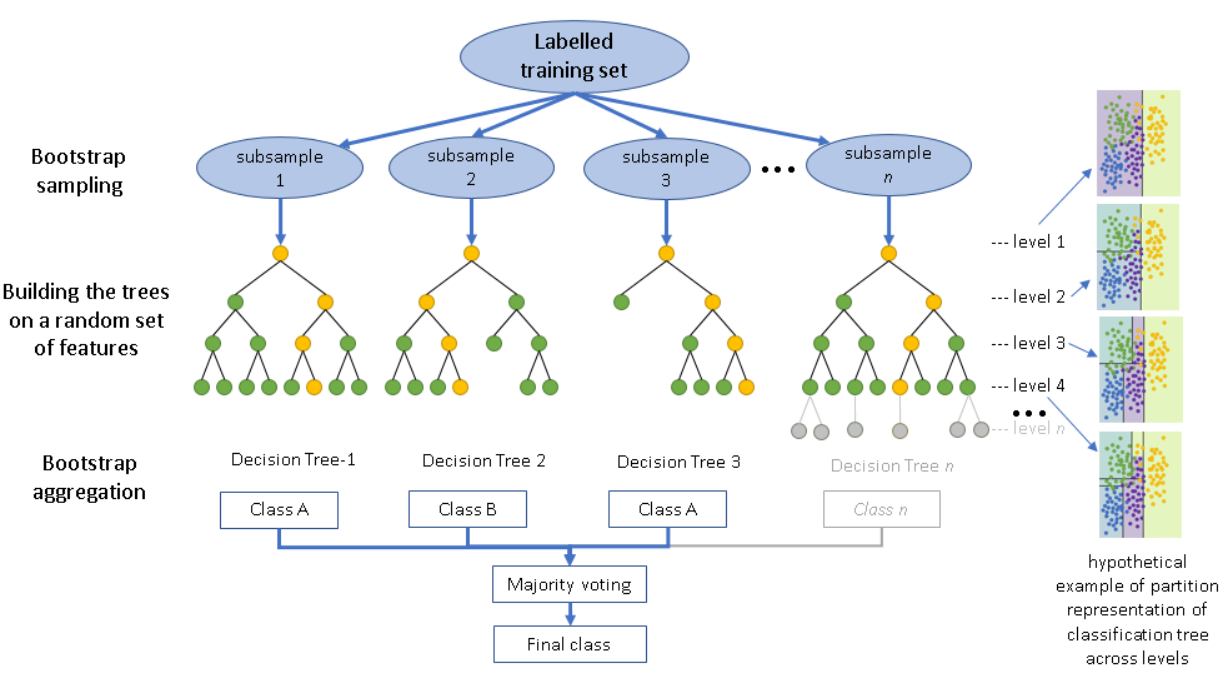 Labelled
training set
Bootstrap
sampling
subsample
1
subsample
2
subsample
3
•••
subsample
n
Building the trees
on a random set
of features
--- level 1
--- level 2
--- level 3
--- level 4
•••
--- level n
Bootstrap
aggregation
Decision Tree-1
Decision Tree 2
Decision Tree 3
Decision Tree n
Class A
Class B
Class A
Class n
Majority voting
Final class
hypothetical
example of partition
representation of
classification tree
across levels